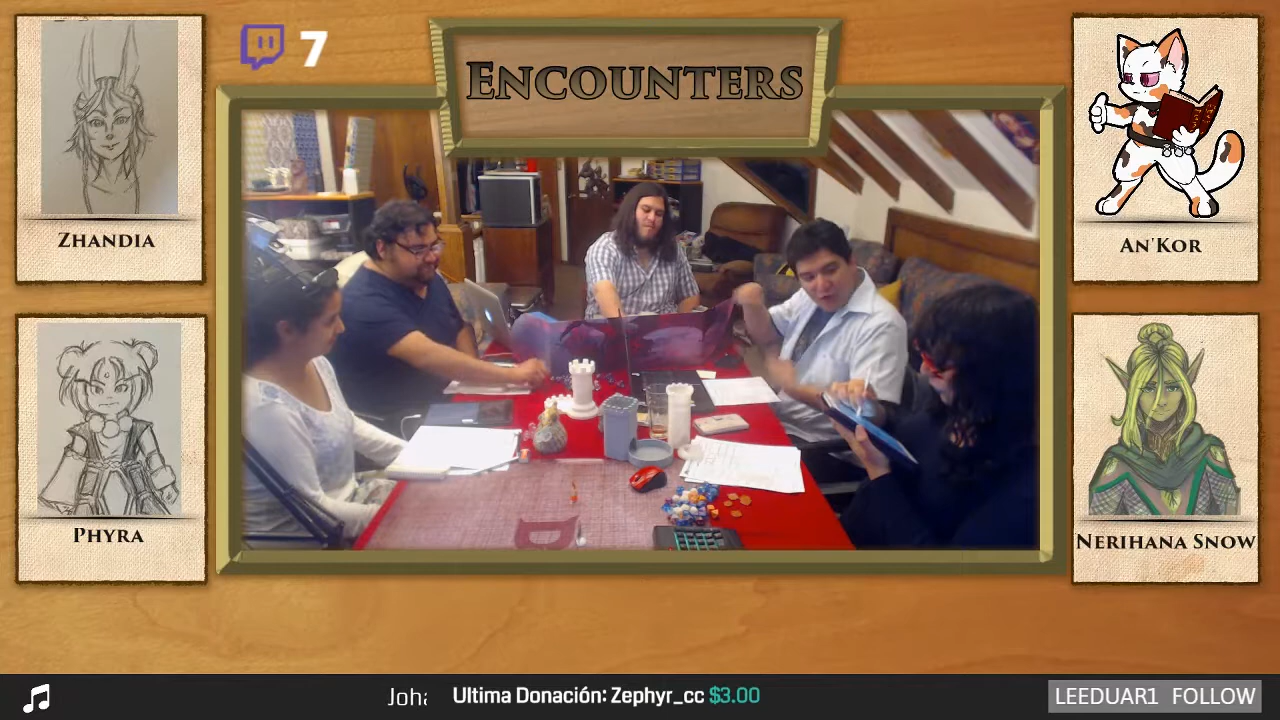 7
ENCOUNTERS
ZHANDIA
AN'KOR
PHYRA
NERIHANA SNOW
Ultima Donación: Zephyr_cc $3.00
LEEDUAR1 FOLLOW